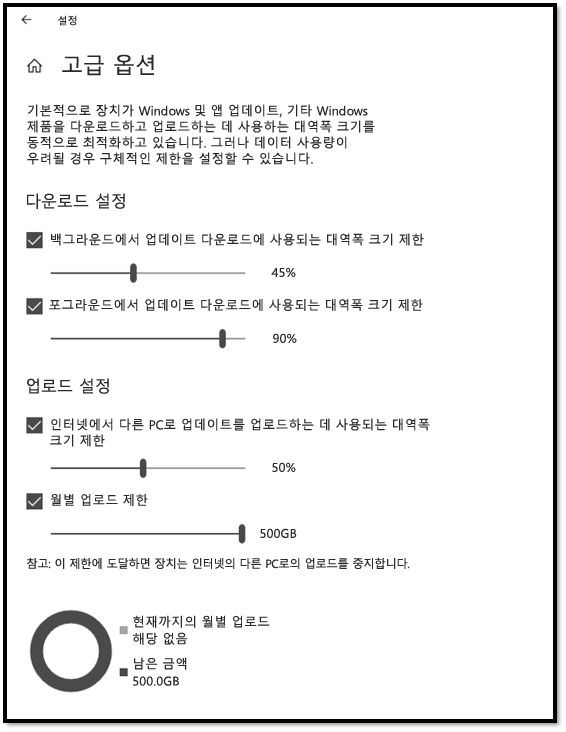 설정
고급 옵션
기본적으로 장치가 Windows 및 앱 업데이트, 기타 Windows
제품을 다운로드하고 업로드하는 데 사용하는 대역폭 크기를
동적으로 최적화하고 있습니다. 그러나 데이터 사용량이
우려될 경우 구체적인 제한을 설정할 수 있습니다.
다운로드 설정
백그라운드에서 업데이트 다운로드에 사용되는 대역폭 크기 제한
45%
포그라운드에서 업데이트 다운로드에 사용되는 대역폭 크기 제한
90%
업로드 설정
인터넷에서 다른 PC로 업데이트를 업로드하는 데 사용되는 대역폭
크기 제한
50%
월별 업로드 제한
500GB
참고: 이 제한에 도달하면 장치는 인터넷의 다른 PC로의 업로드를 중지합니다.
현재까지의 월별 업로드
해당 없음
남은 금액
500.0GB